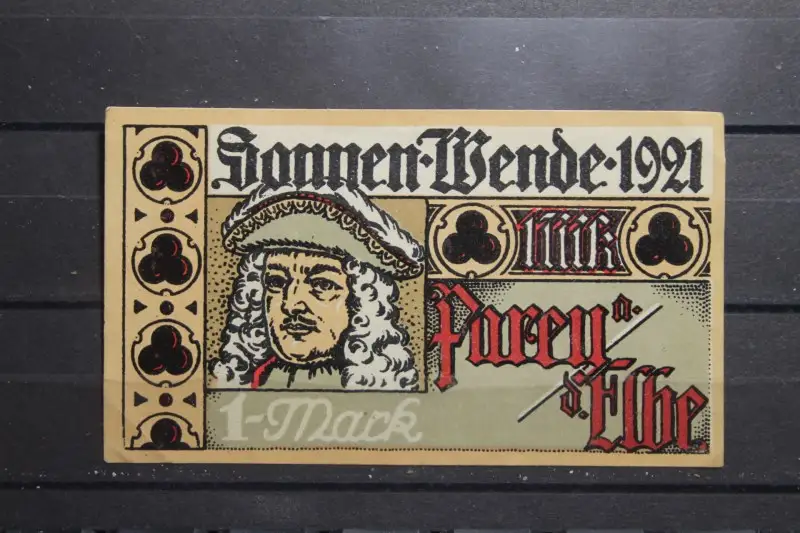 Sonnen-Wende·1921
Parey a./
d. Elbe
1-Mark